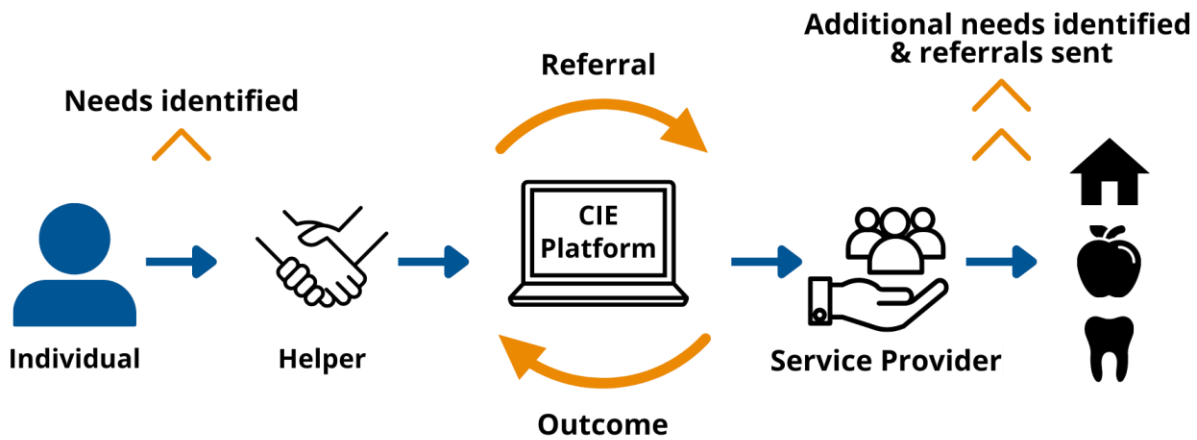 Needs identified
Referral
Additional needs identified
& referrals sent
CIE
Platform
Individual
Helper
Service Provider
Outcome